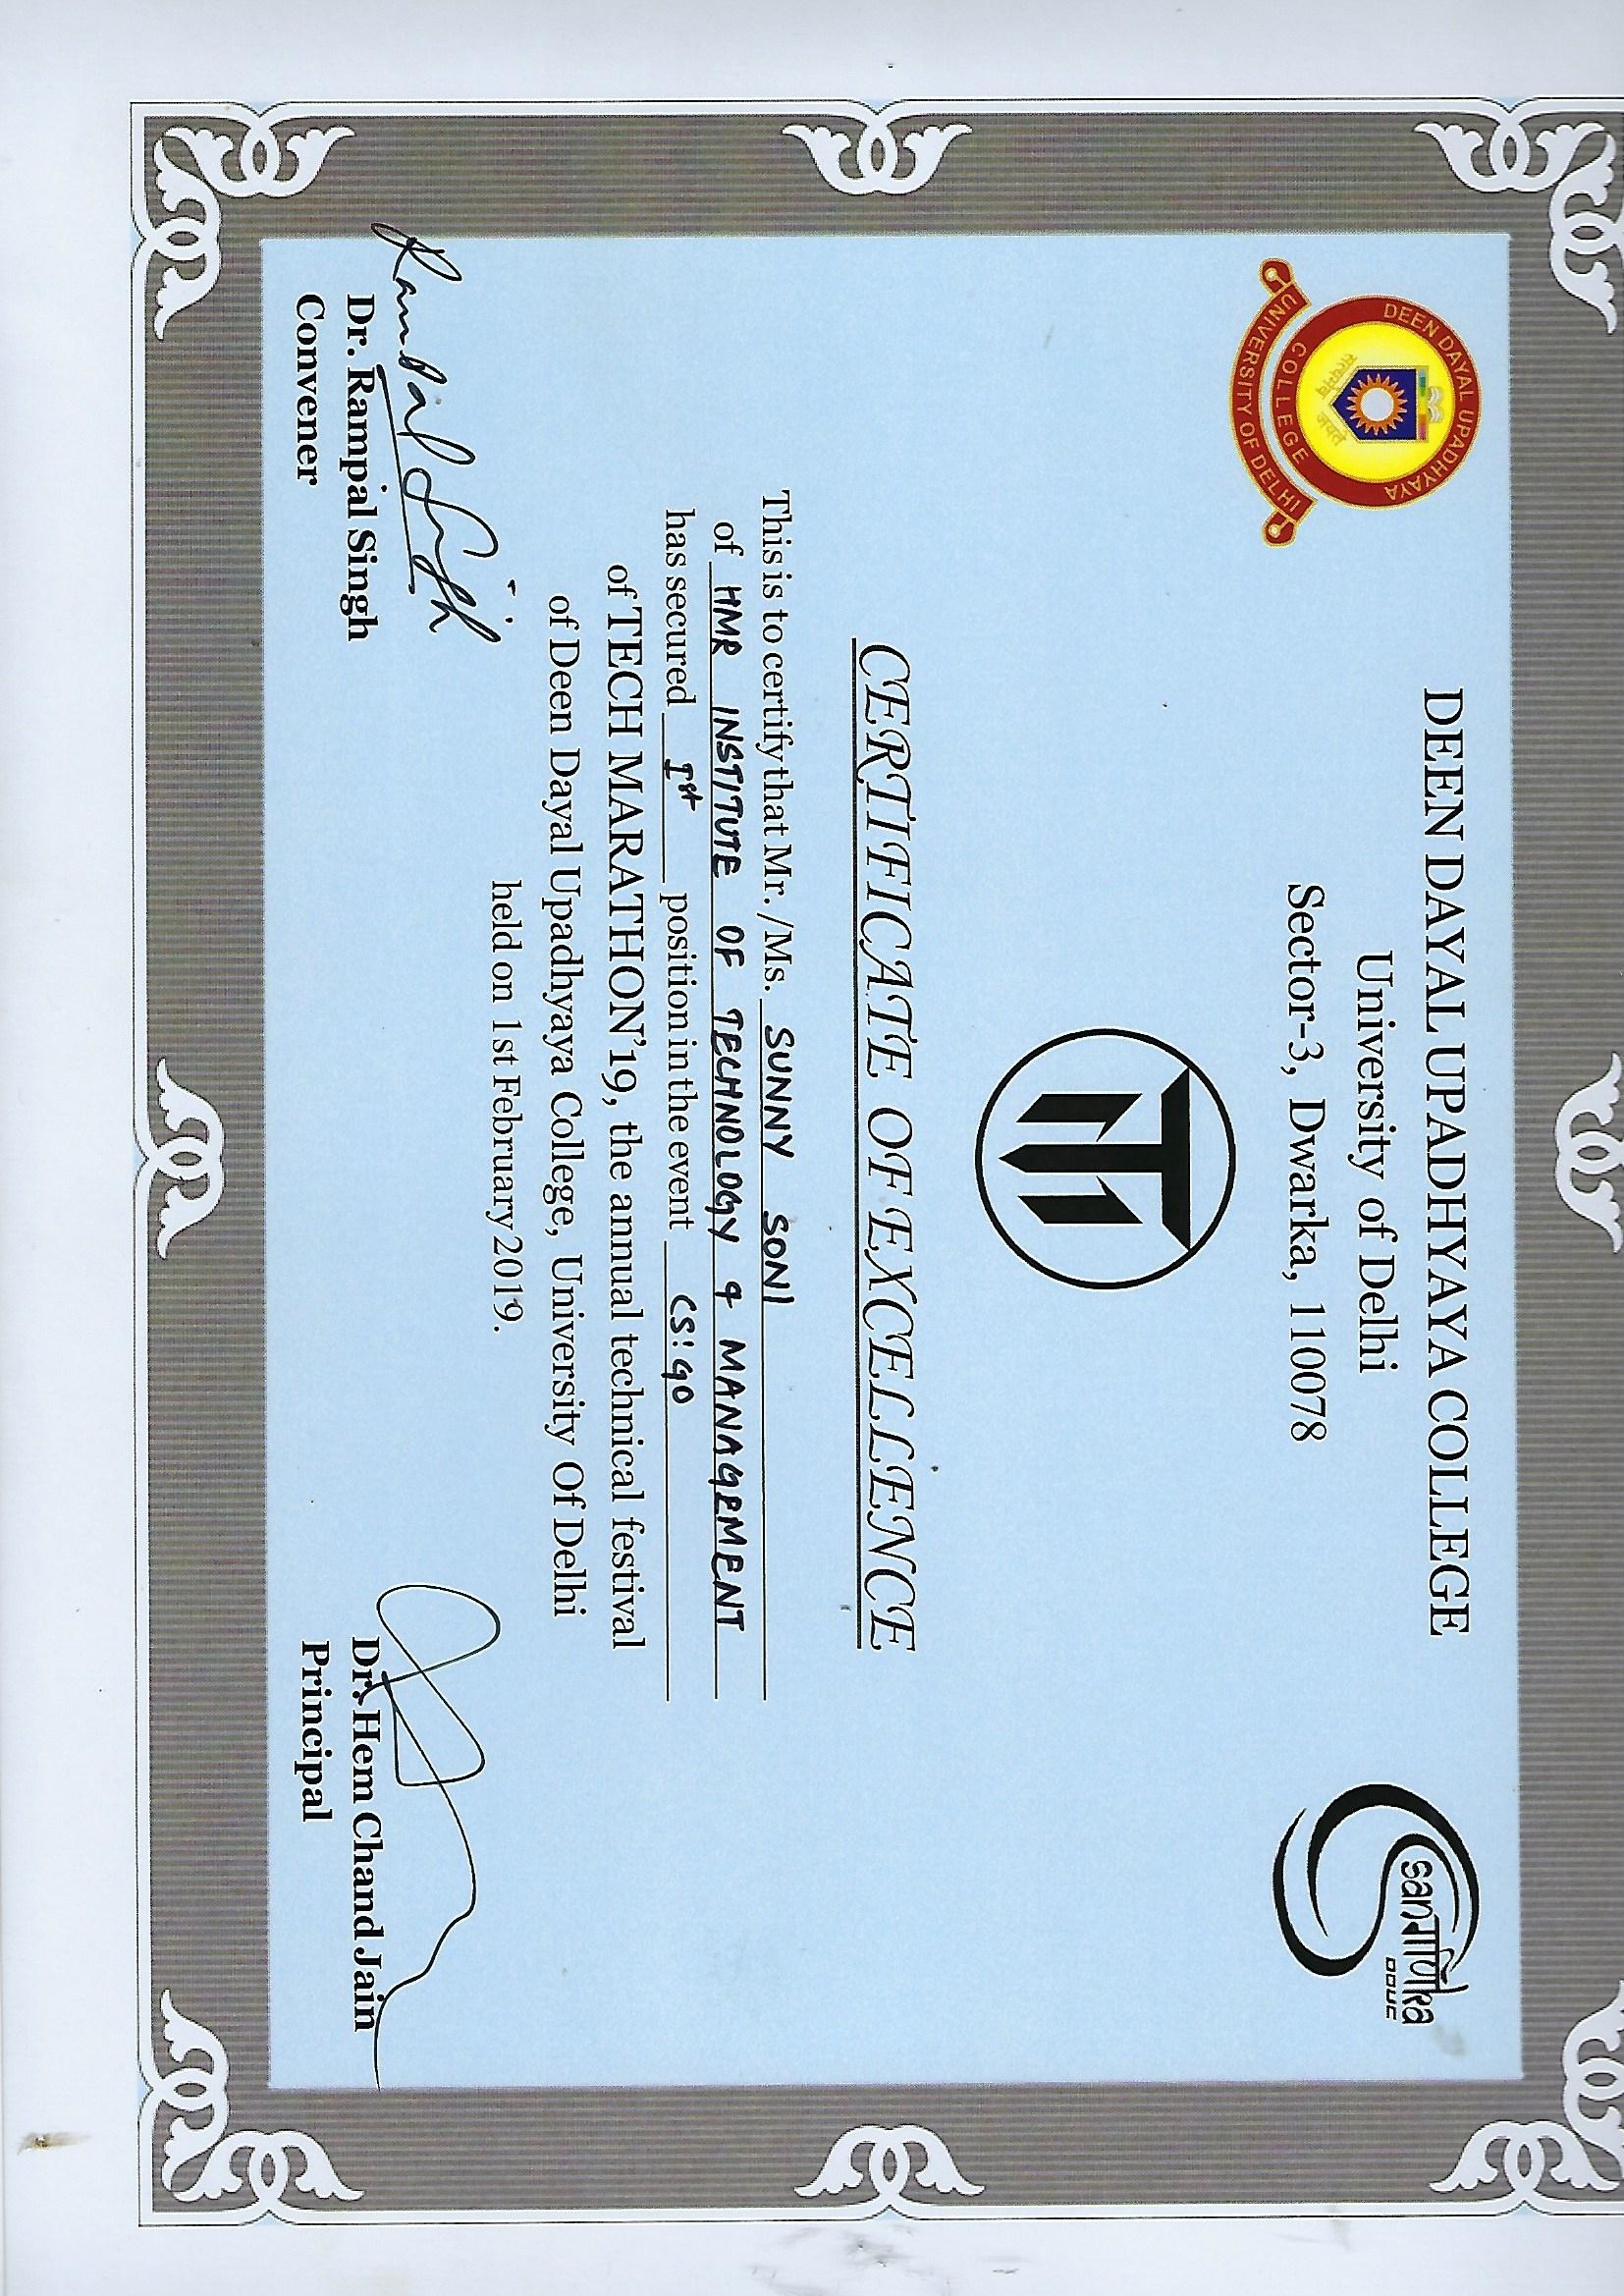 DEEN DAYAL UPADHYAYA
COLLEGE
UNIVERSITY OF DELHI
सत्यमेव जयते
DEEN DAYAL UPADHYAYA COLLEGE
University of Delhi
Sector-3, Dwarka, 110078
sanगणिka
DDUC
TM
CERTIFICATE OF EXCELLENCE
This is to certify that Mr. /Ms. SUNNY SONI
of HMR INSTITUTE OF TECHNOLOGY & MANAGEMENT
has secured Ist position in the event CS:GO
of TECH MARATHON'19, the annual technical festival
of Deen Dayal Upadhyaya College, University Of Delhi
held on 1st February 2019.
Rampal Singh
Dr. Rampal Singh
Convener
Dr. Hem Chand Jain
Principal